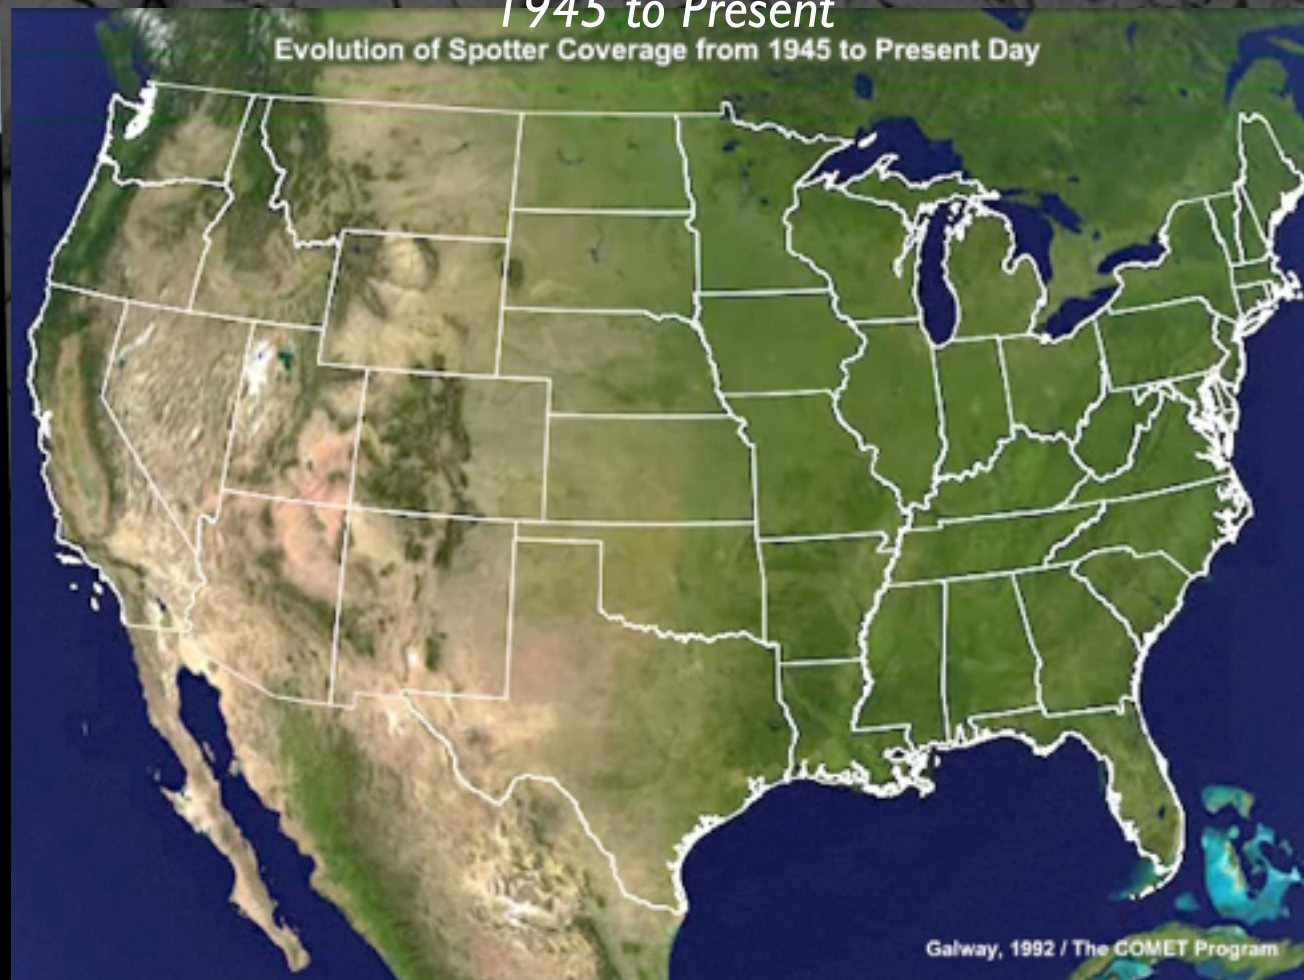 1945 to Present
Evolution of Spotter Coverage from 1945 to Present Day
Galway, 1992 / The COMET Program